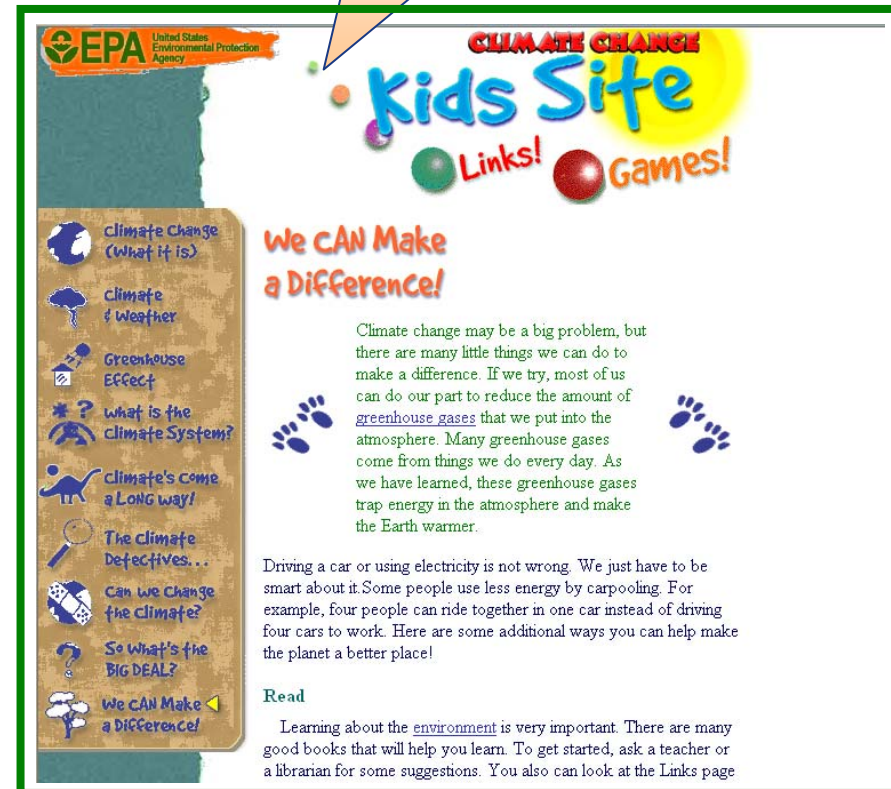 EPA United States
Environmental Protection
Agency
CLIMATE CHANGE
Kids Site
Links!
Games!
Climate Change
(What it is)
Climate
& Weather
Greenhouse
Effect
What is the
Climate System?
Climate's Come
a Long way!
The Climate
Detectives...
Can we Change
the Climate?
So What's the
BIG DEAL?
We CAN Make
a Difference!
We CAN Make
a Difference!
Climate change may be a big problem, but
there are many little things we can do to
make a difference. If we try, most of us
can do our part to reduce the amount of
greenhouse gases that we put into the
atmosphere. Many greenhouse gases
come from things we do every day. As
we have learned, these greenhouse gases
trap energy in the atmosphere and make
the Earth warmer.
Driving a car or using electricity is not wrong. We just have to be
smart about it.Some people use less energy by carpooling. For
example, four people can ride together in one car instead of driving
four cars to work. Here are some additional ways you can help make
the planet a better place!
Read
Learning about the environment is very important. There are many
good books that will help you learn. To get started, ask a teacher or
a librarian for some suggestions. You also can look at the Links page